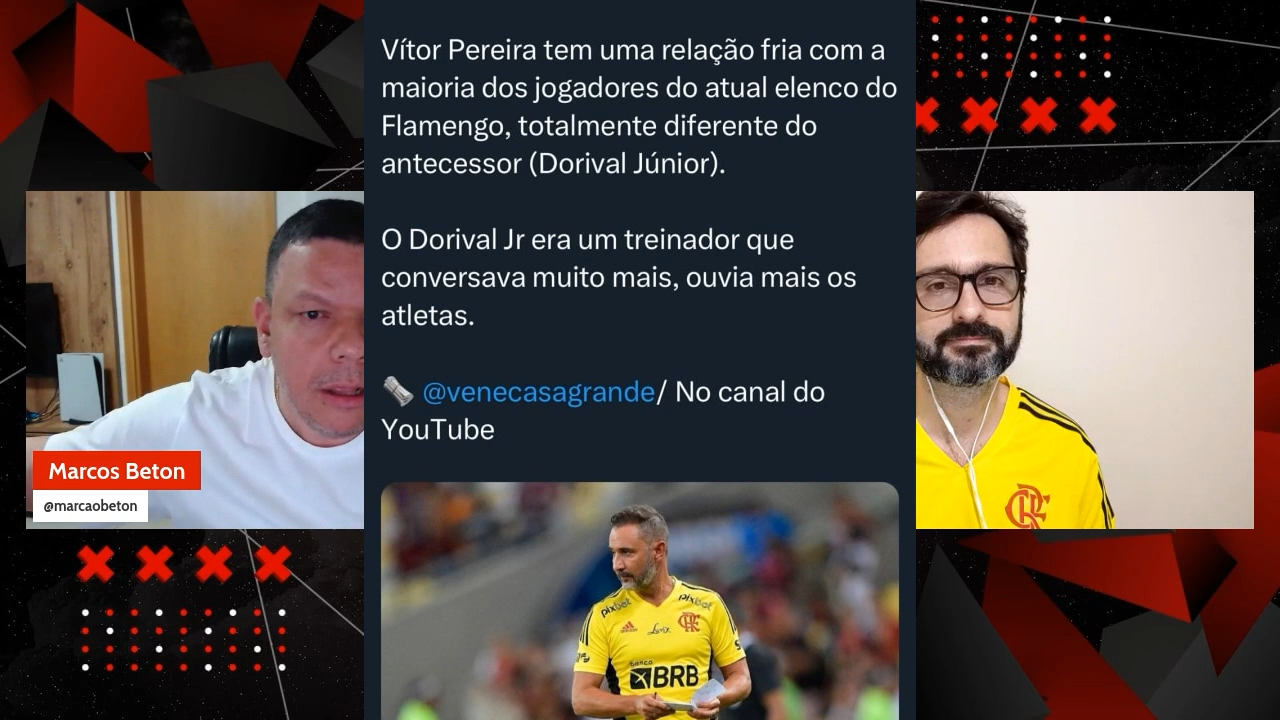 Vítor Pereira tem uma relação fria com a
maioria dos jogadores do atual elenco do
Flamengo, totalmente diferente do
antecessor (Dorival Júnior).
O Dorival Jr era um treinador que
conversava muito mais, ouvia mais os
atletas.
@venecasagrande/ No canal do
YouTube
Marcos Beton
@marcaobeton
pixbet
pixbet
banco
BRB